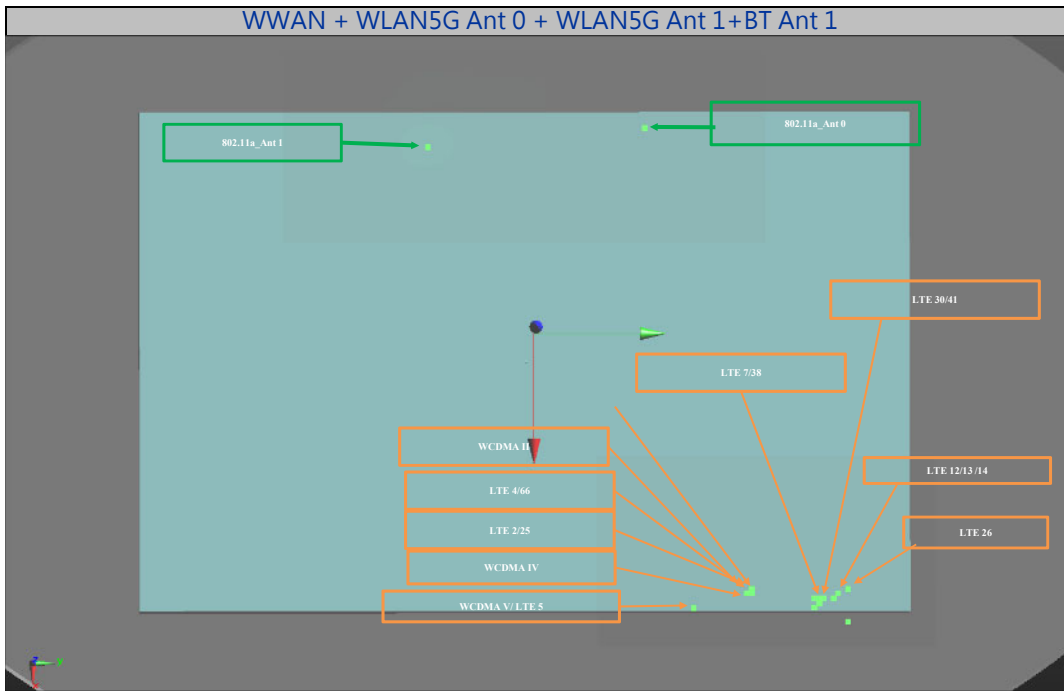 WWAN + WLAN5G Ant 0 + WLAN5G Ant 1+BT Ant 1
802.11a_Ant 1
802.11a_Ant 0
LTE 30/41
LTE 7/38
WCDMA II
LTE 12/13 /14
LTE 4/66
LTE 2/25
LTE 26
WCDMA IV
WCDMA V/ LTE 5
z y
x